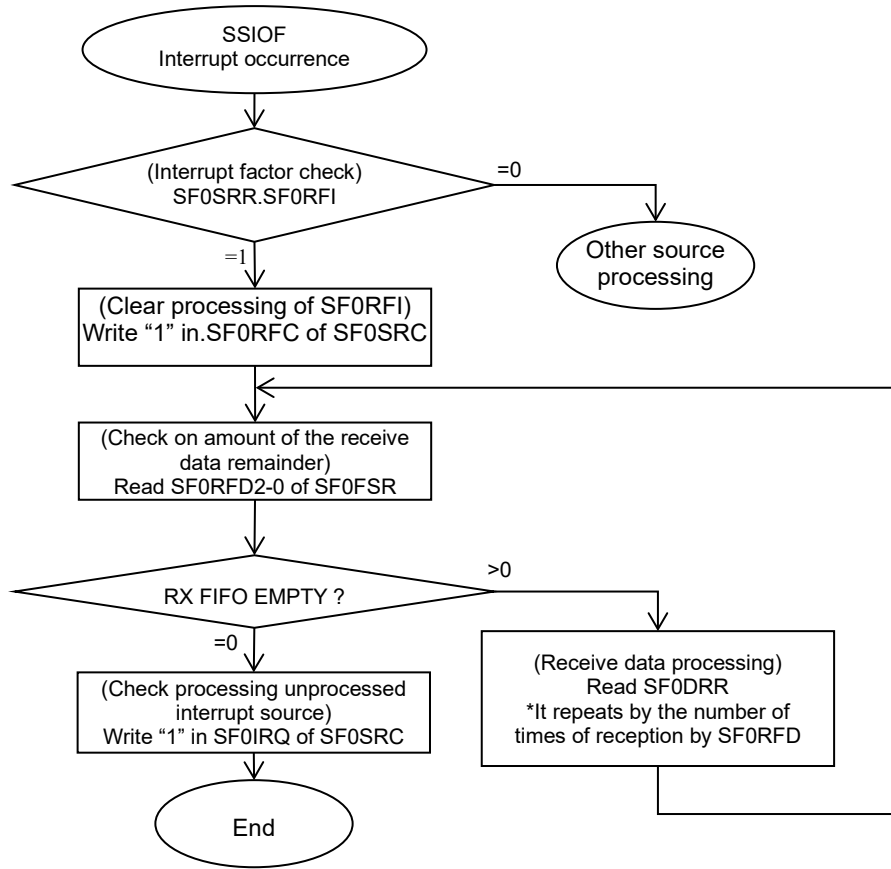 SSIOF
Interrupt occurrence
(Interrupt factor check)
SF0SRR.SF0RFI
=0
Other source
processing
=1
(Clear processing of SF0RFI)
Write “1” in.SF0RFC of SF0SRC
(Check on amount of the receive
data remainder)
Read SF0RFD2-0 of SF0FSR
RX FIFO EMPTY ?
>0
=0
(Receive data processing)
Read SF0DRR
*It repeats by the number of
times of reception by SF0RFD
(Check processing unprocessed
interrupt source)
Write “1” in SF0IRQ of SF0SRC
End